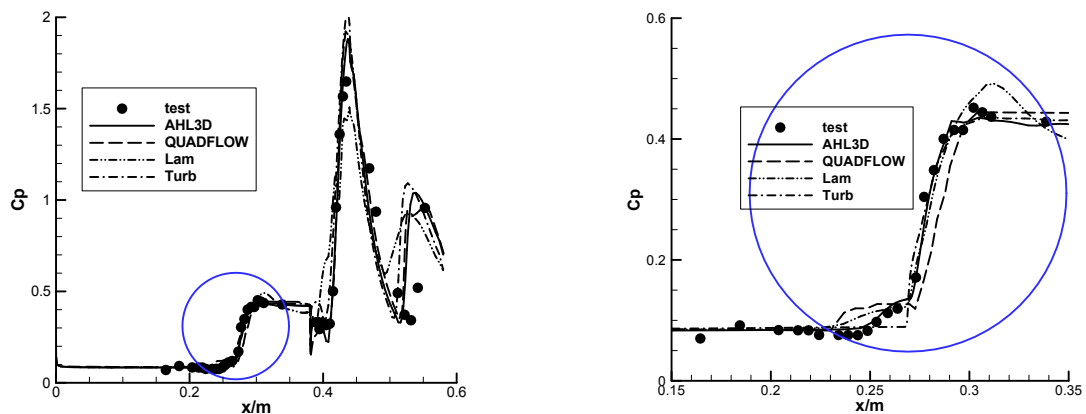 2
1.5
1
0.5
0
Cp
test
AHL3D
QUADFLOW
Lam
Turb
0
0.2
0.4
0.6
x/m
0.6
0.4
0.2
0
Cp
test
AHL3D
QUADFLOW
Lam
Turb
0.15
0.2
0.25
0.3
0.35
x/m